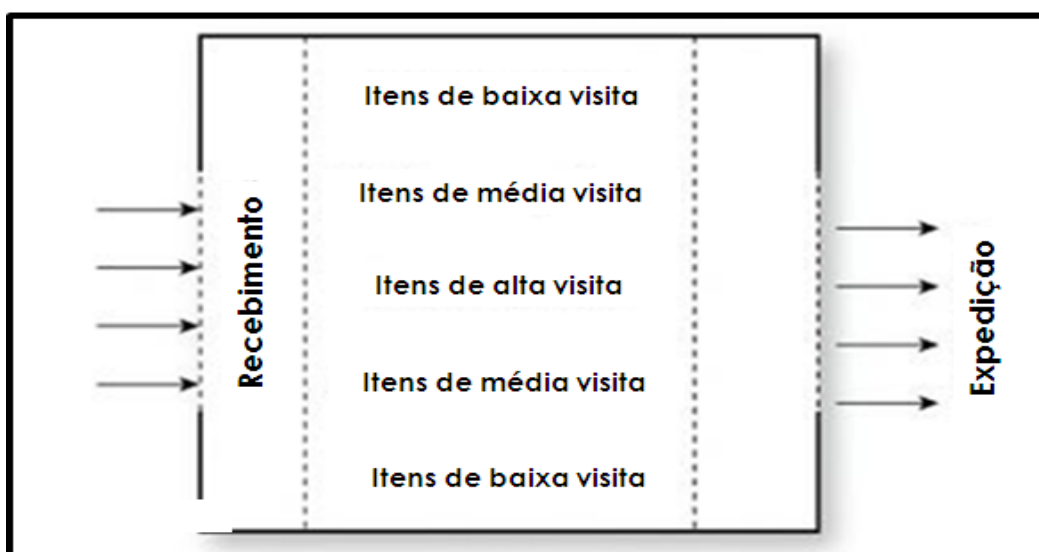 Itens de baixa visita
Itens de média visita
Recebimento
Itens de alta visita
Expedição
Itens de média visita
Itens de baixa visita